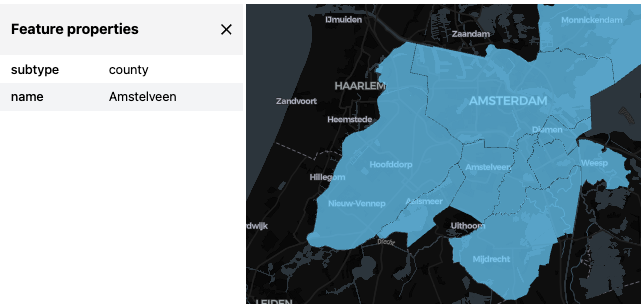 Feature properties
subtype county
name Amstelveen
IJmuiden
Monnickendam
Zaandam
HAARLEM
Zandvoort
AMSTERDAM
Heemstede
Diemen
Hoofddorp
Amstelveen
Weesp
Hillegom
Nieuw-Vennep
Aalsmeer
rdwijk
Uithoorn
Drecht
Mijdrecht
LEIDEN